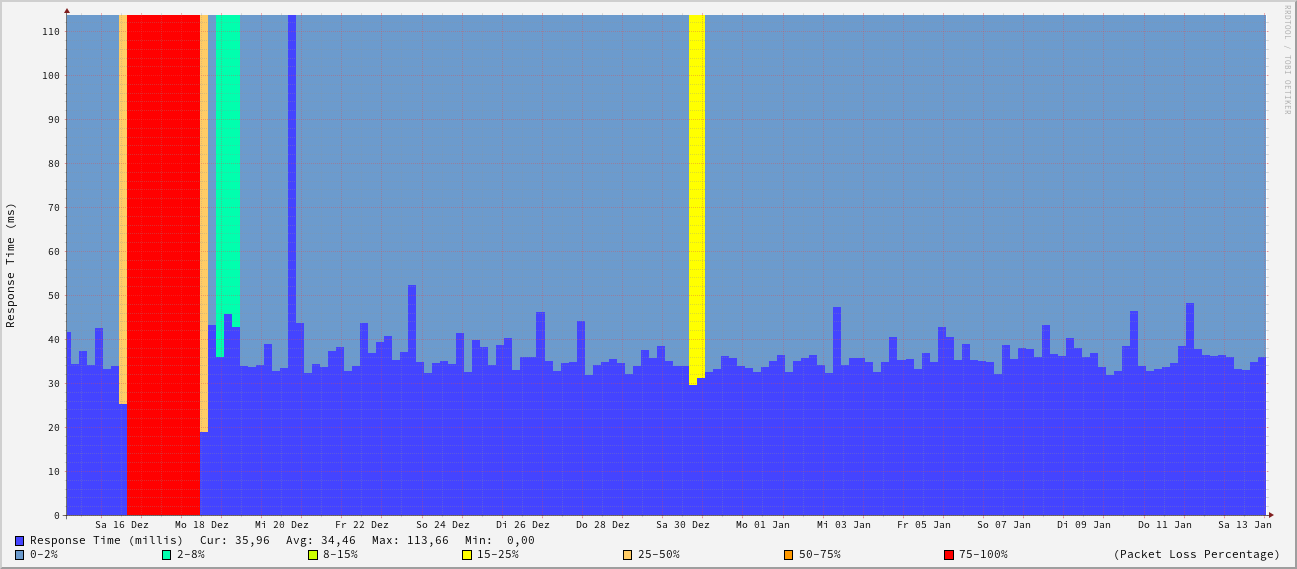 RRDTOOL / TOBI OETIKER
Response Time (ms)
110
100
90
80
70
60
50
40
30
20
10
0
Sa 16 Dez Mo 18 Dez Mi 20 Dez Fr 22 Dez So 24 Dez Di 26 Dez Do 28 Dez Sa 30 Dez Mo 01 Jan Mi 03 Jan Fr 05 Jan So 07 Jan Di 09 Jan Do 11 Jan Sa 13 Jan
Response Time (millis) Cur: 35,96 Avg: 34,46 Max: 113,66 Min: 0,00
0-2% 2-8% 8-15% 15-25% 25-50% 50-75% 75-100% (Packet Loss Percentage)